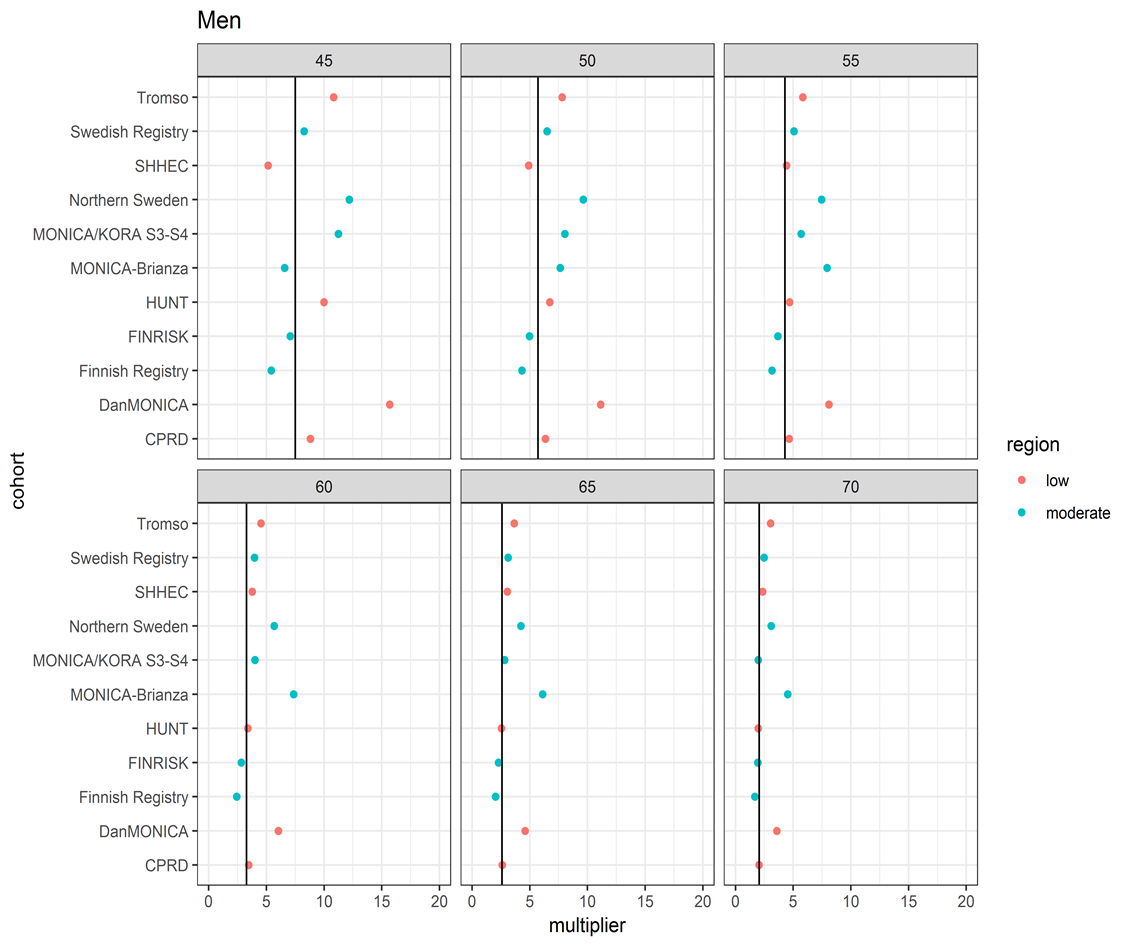 Men
45 50 55
Tromso
Swedish Registry
SHHEC
Northern Sweden
MONICA/KORA S3-S4
MONICA-Brianza
HUNT
FINRISK
Finnish Registry
DanMONICA
CPRD
cohort
region
low
moderate
60 65 70
Tromso
Swedish Registry
SHHEC
Northern Sweden
MONICA/KORA S3-S4
MONICA-Brianza
HUNT
FINRISK
Finnish Registry
DanMONICA
CPRD
0 5 10 15 20 0 5 10 15 20 0 5 10 15 20
multiplier